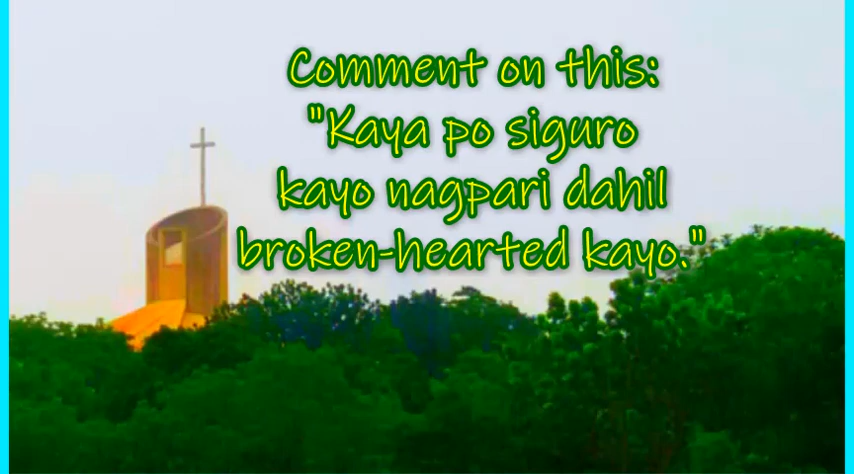 Comment on this:
"Kaya po siguro
kayo nagpari dahil
broken-hearted kayo."